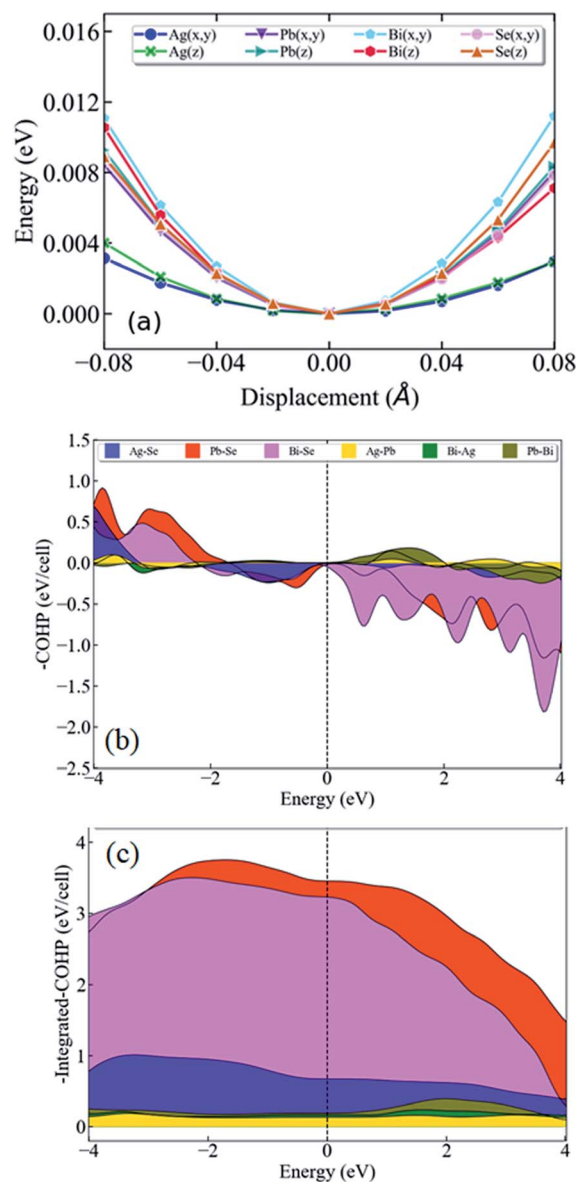 0.016
Ag(x,y) Pb(x,y) Bi(x,y) Se(x,y)
Ag(z) Pb(z) Bi(z) Se(z)
0.012
0.008
0.004
0.000
Energy (eV)
(a)
−0.08 −0.04 0.00 0.04 0.08
Displacement (Å)
1.5
Ag-Se Pb-Se Bi-Se Ag-Pb Bi-Ag Pb-Bi
1.0
0.5
0.0
−0.5
−1.0
−1.5
−2.0
−2.5
-COHP (eV/cell)
(b)
−4 −2 0 2 4
Energy (eV)
(c)
4
3
2
1
0
-Integrated-COHP (eV/cell)
−4 −2 0 2 4
Energy (eV)